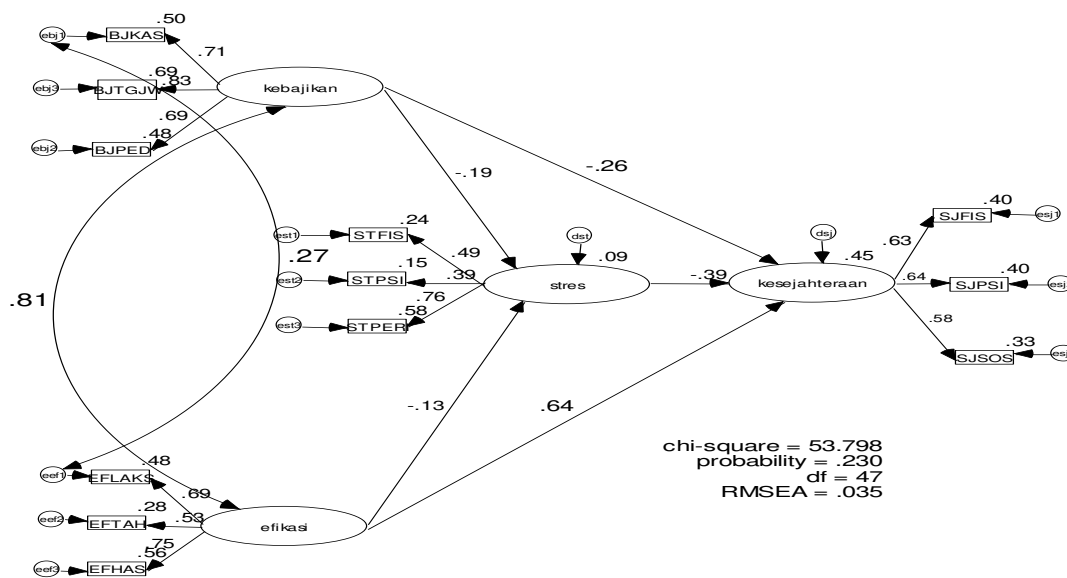 .50
ebj1
BJKAS
.71
.69
ebj3
BJTGJW
.83
kebajikan
.69
.48
ebj2
BJPED
-.26
-.19
.24
est1
STFIS
.49
.27
.15
est2
STPSI
.39
.76
.58
est3
STPER
dst
.09
stres
-.39
dsj
.45
kesejahteraan
.40
SJFIS
esj1
.63
.40
.64
SJPSI
esj
.58
.33
SJSOS
esj
.81
-.13
.64
chi-square = 53.798
probability = .230
df = 47
RMSEA = .035
.48
eef1
EFLAKS
.69
.28
eef2
EFTAH
.53
efikasi
.75
.56
eef3
EFHAS